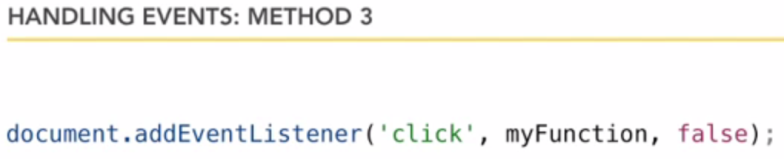 HANDLING EVENTS: METHOD 3
document.addEventListener('click', myFunction, false);